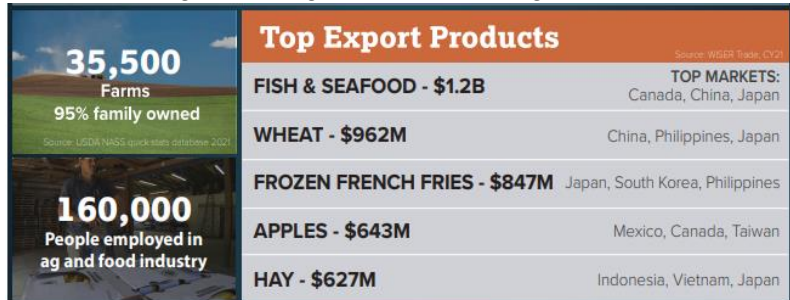 35,500
Farms
95% family owned
Source: USDA NASS quick stats database 2021
160,000
People employed in
ag and food industry
Top Export Products
Source: WISER Trade; CY21
FISH & SEAFOOD - $1.2B
TOP MARKETS:
Canada, China, Japan
WHEAT - $962M
China, Philippines, Japan
FROZEN FRENCH FRIES - $847M
Japan, South Korea, Philippines
APPLES - $643M
Mexico, Canada, Taiwan
HAY - $627M
Indonesia, Vietnam, Japan